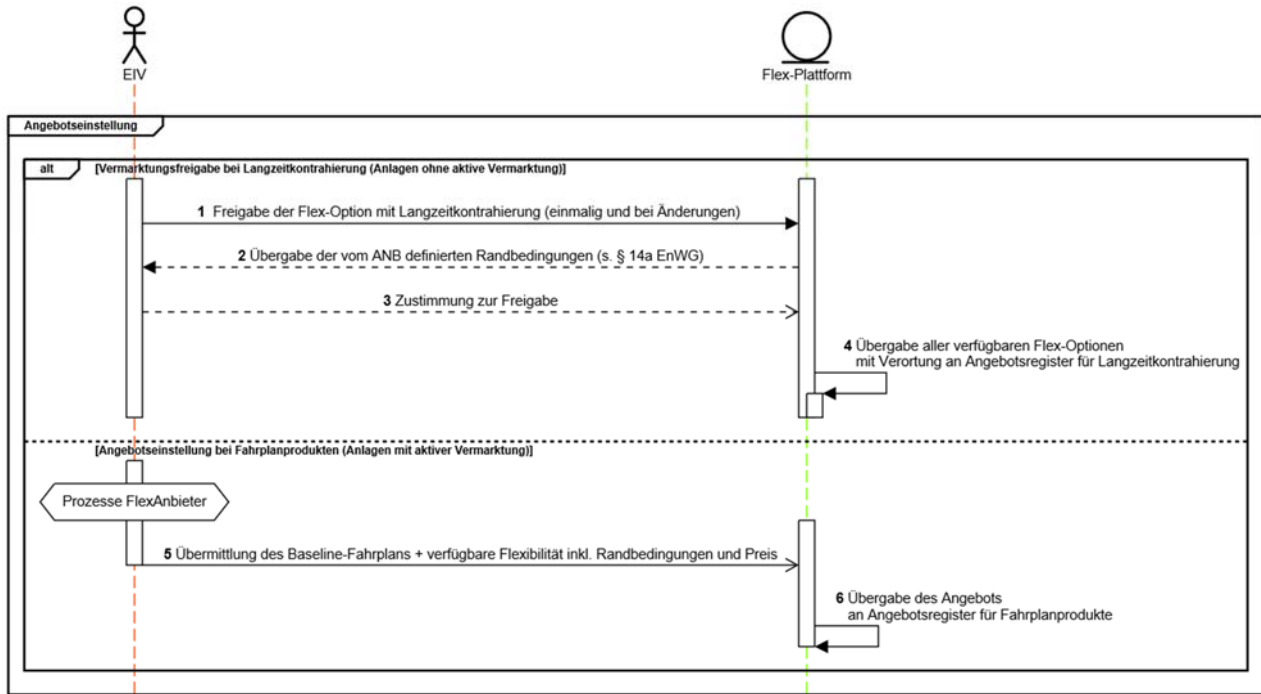 EIV
Flex-Plattform
Angebotseinstellung
alt
[Vermarktungsfreigabe bei Langzeitkontrahierung (Anlagen ohne aktive Vermarktung)]
1 Freigabe der Flex-Option mit Langzeitkontrahierung (einmalig und bei Änderungen)
2 Übergabe der vom ANB definierten Randbedingungen (s. § 14a EnWG)
3 Zustimmung zur Freigabe
4 Übergabe aller verfügbaren Flex-Optionen
mit Verortung an Angebotsregister für Langzeitkontrahierung
[Angebotseinstellung bei Fahrplanprodukten (Anlagen mit aktiver Vermarktung)]
Prozesse FlexAnbieter
5 Übermittlung des Baseline-Fahrplans + verfügbare Flexibilität inkl. Randbedingungen und Preis
6 Übergabe des Angebots
an Angebotsregister für Fahrplanprodukte